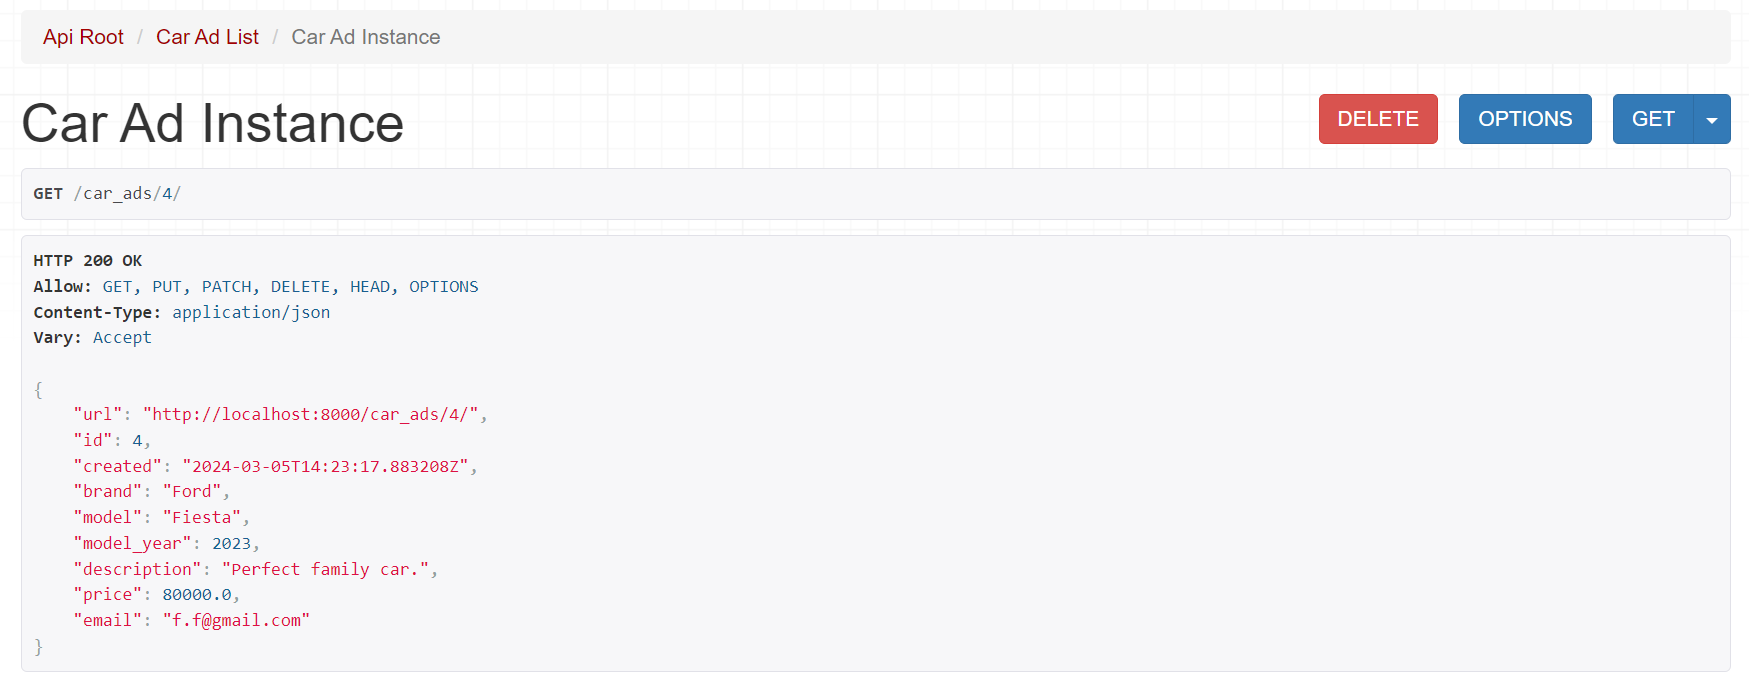 Api Root / Car Ad List / Car Ad Instance
Car Ad Instance
DELETE OPTIONS GET
GET /car_ads/4/
HTTP 200 OK
Allow: GET, PUT, PATCH, DELETE, HEAD, OPTIONS
Content-Type: application/json
Vary: Accept
{
    "url": "http://localhost:8000/car_ads/4/",
    "id": 4,
    "created": "2024-03-05T14:23:17.883208Z",
    "brand": "Ford",
    "model": "Fiesta",
    "model_year": 2023,
    "description": "Perfect family car.",
    "price": 80000.0,
    "email": "f.f@gmail.com"
}